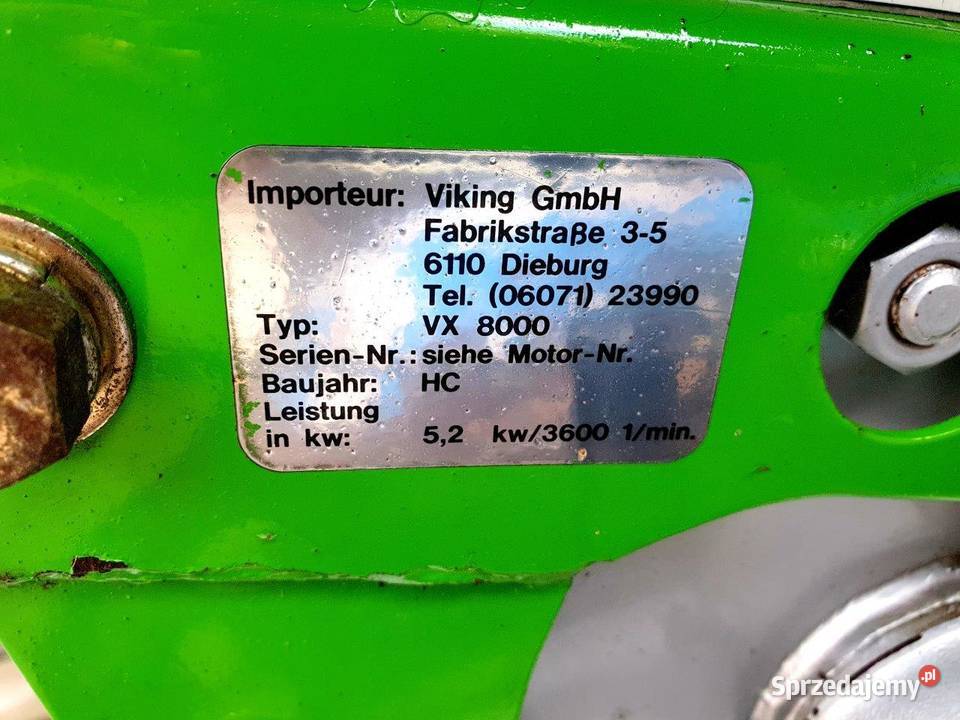 Importeur: Viking GmbH
Fabrikstraße 3-5
6110 Dieburg
Tel. (06071) 23990
Typ: VX 8000
Serien-Nr.: siehe Motor-Nr.
Baujahr: HC
Leistung
in kw: 5,2 kw/3600 1/min.
Sprzedajemy.pl